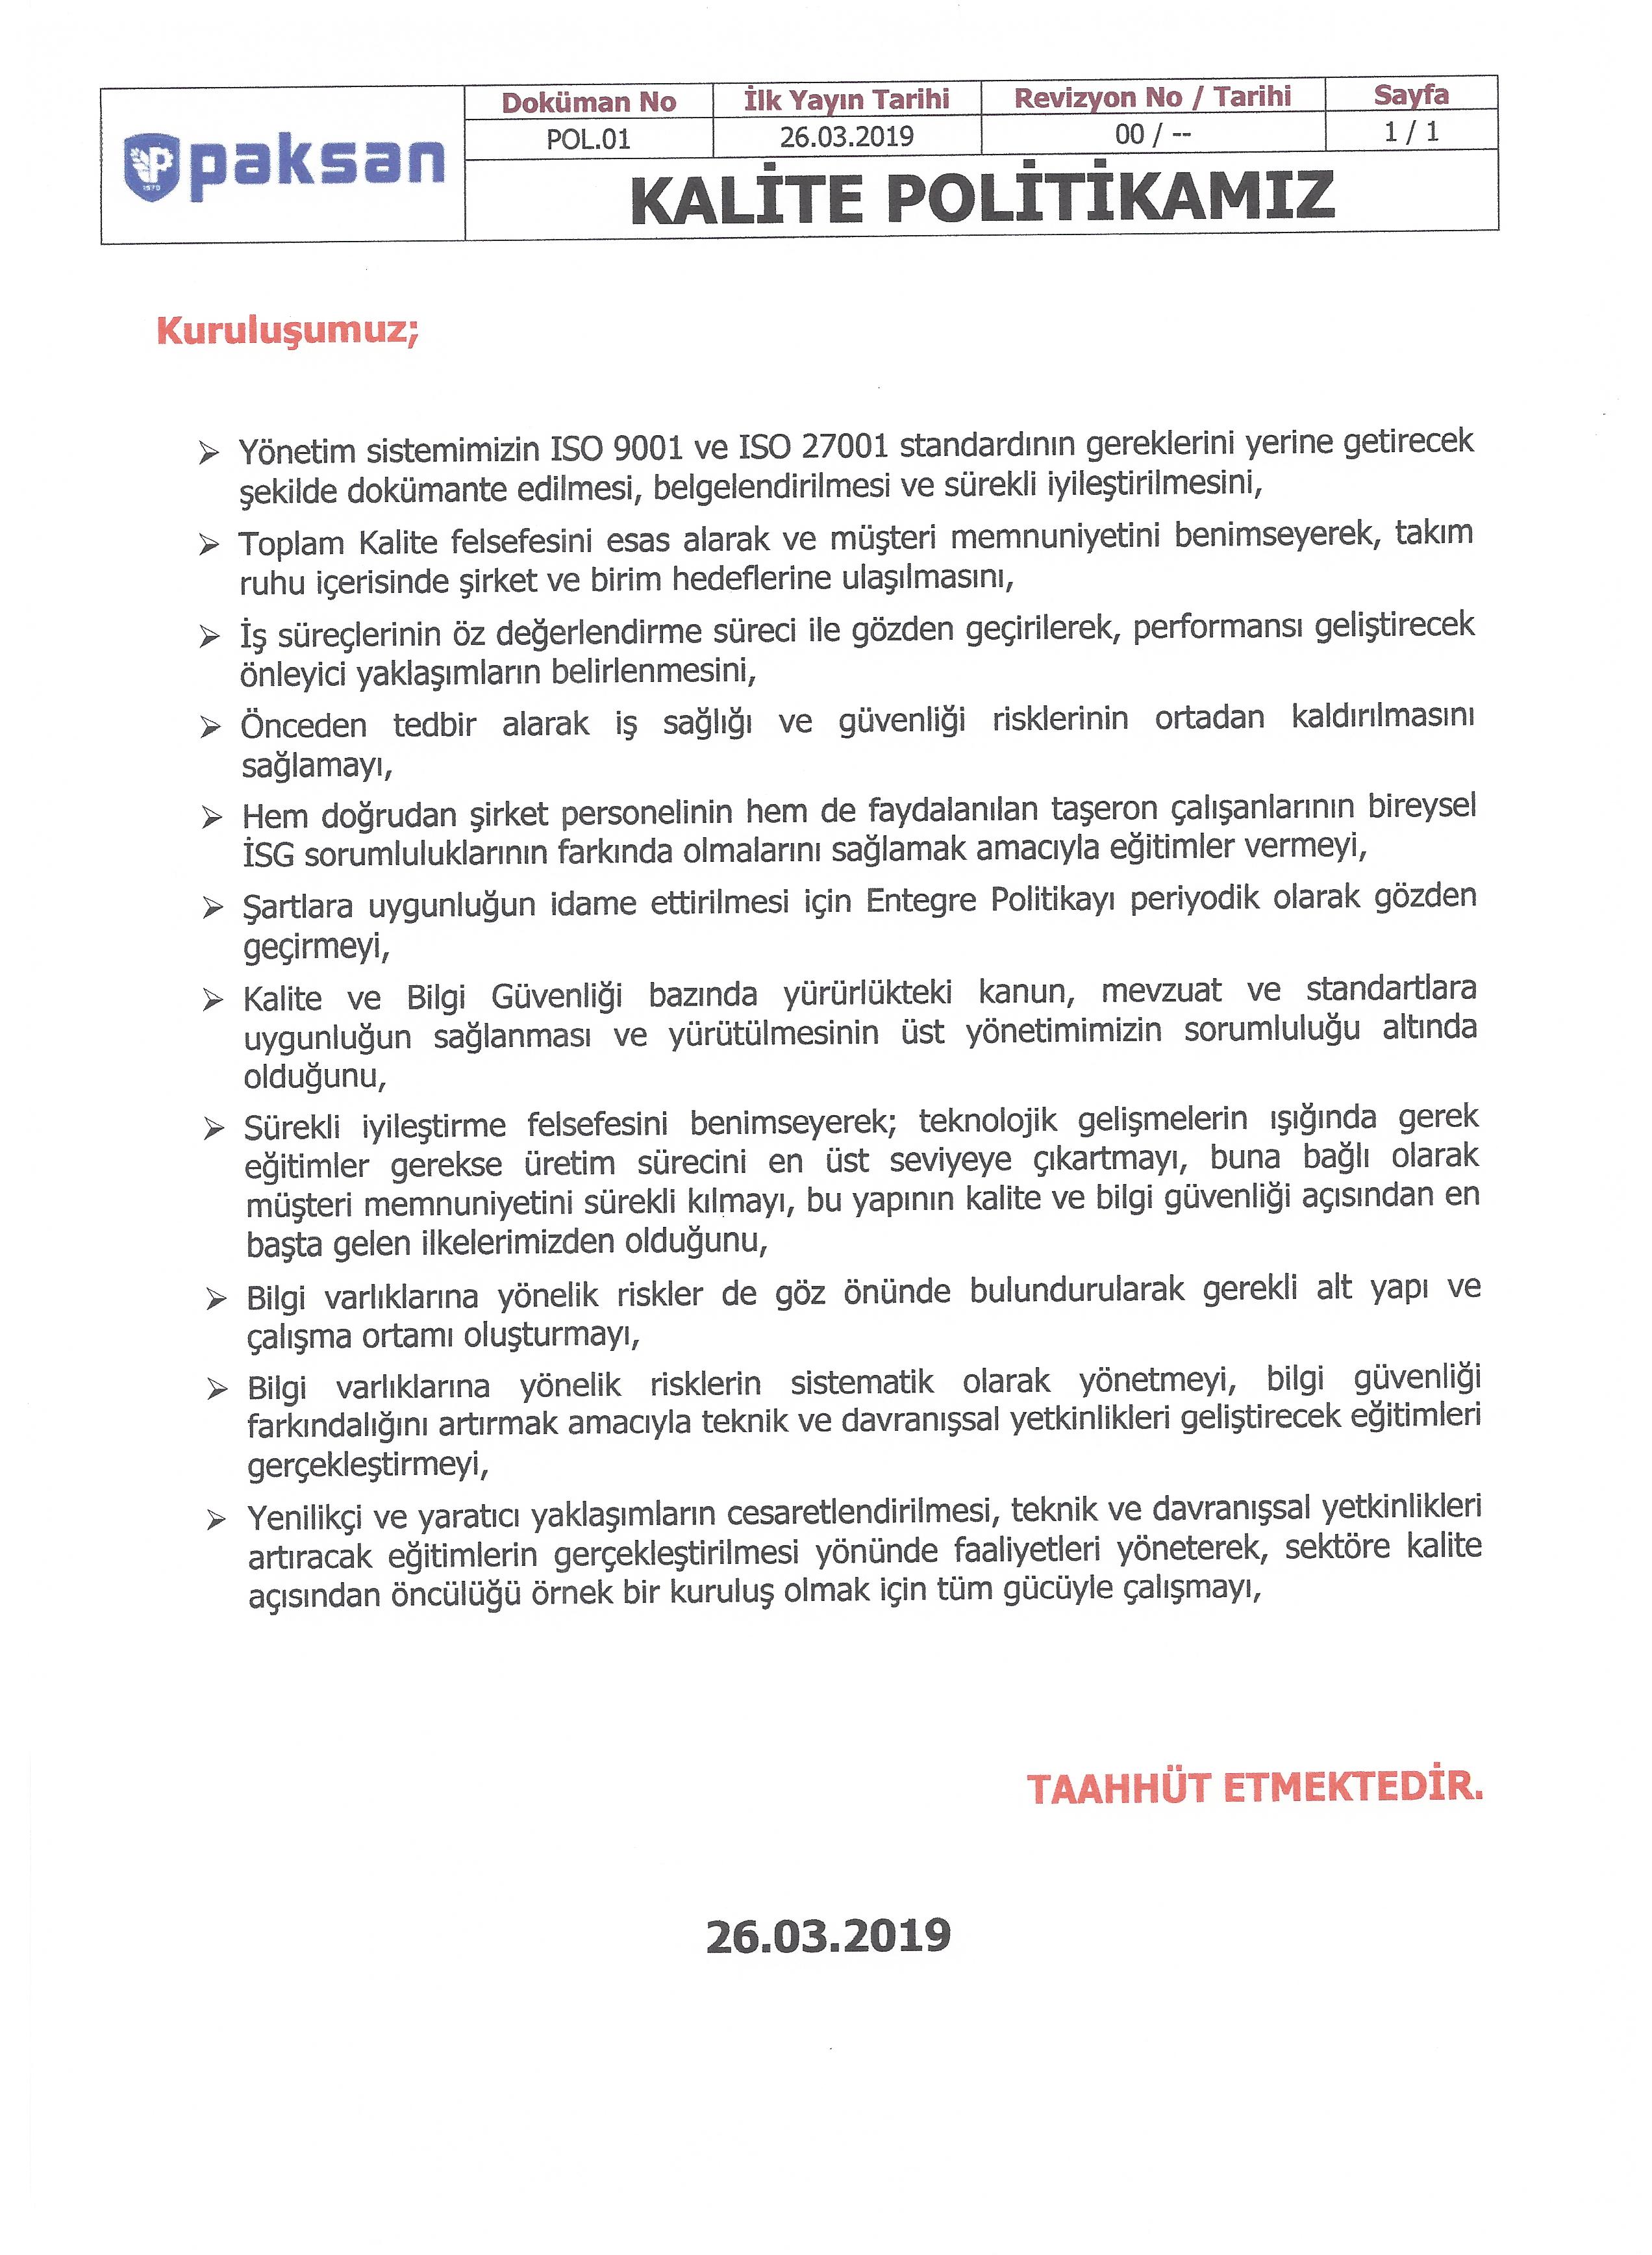 Doküman No İlk Yayın Tarihi Revizyon No / Tarihi Sayfa
POL.01 26.03.2019 00 / -- 1 / 1
paksan
1970
KALİTE POLİTİKAMIZ
Kuruluşumuz;
➢ Yönetim sistemimizin ISO 9001 ve ISO 27001 standardının gereklerini yerine getirecek
şekilde dokümante edilmesi, belgelendirilmesi ve sürekli iyileştirilmesini,
➢ Toplam Kalite felsefesini esas alarak ve müşteri memnuniyetini benimseyerek, takım
ruhu içerisinde şirket ve birim hedeflerine ulaşılmasını,
➢ İş süreçlerinin öz değerlendirme süreci ile gözden geçirilerek, performansı geliştirecek
önleyici yaklaşımların belirlenmesini,
➢ Önceden tedbir alarak iş sağlığı ve güvenliği risklerinin ortadan kaldırılmasını
sağlamayı,
➢ Hem doğrudan şirket personelinin hem de faydalanılan taşeron çalışanlarının bireysel
İSG sorumluluklarının farkında olmalarını sağlamak amacıyla eğitimler vermeyi,
➢ Şartlara uygunluğun idame ettirilmesi için Entegre Politikayı periyodik olarak gözden
geçirmeyi,
➢ Kalite ve Bilgi Güvenliği bazında yürürlükteki kanun, mevzuat ve standartlara
uygunluğun sağlanması ve yürütülmesinin üst yönetimimizin sorumluluğu altında
olduğunu,
➢ Sürekli iyileştirme felsefesini benimseyerek; teknolojik gelişmelerin ışığında gerek
eğitimler gerekse üretim sürecini en üst seviyeye çıkartmayı, buna bağlı olarak
müşteri memnuniyetini sürekli kılmayı, bu yapının kalite ve bilgi güvenliği açısından en
başta gelen ilkelerimizden olduğunu,
➢ Bilgi varlıklarına yönelik riskler de göz önünde bulundurularak gerekli alt yapı ve
çalışma ortamı oluşturmayı,
➢ Bilgi varlıklarına yönelik risklerin sistematik olarak yönetmeyi, bilgi güvenliği
farkındalığını artırmak amacıyla teknik ve davranışsal yetkinlikleri geliştirecek eğitimleri
gerçekleştirmeyi,
➢ Yenilikçi ve yaratıcı yaklaşımların cesaretlendirilmesi, teknik ve davranışsal yetkinlikleri
artıracak eğitimlerin gerçekleştirilmesi yönünde faaliyetleri yöneterek, sektöre kalite
açısından öncülüğü örnek bir kuruluş olmak için tüm gücüyle çalışmayı,
TAAHHÜT ETMEKTEDİR.
26.03.2019